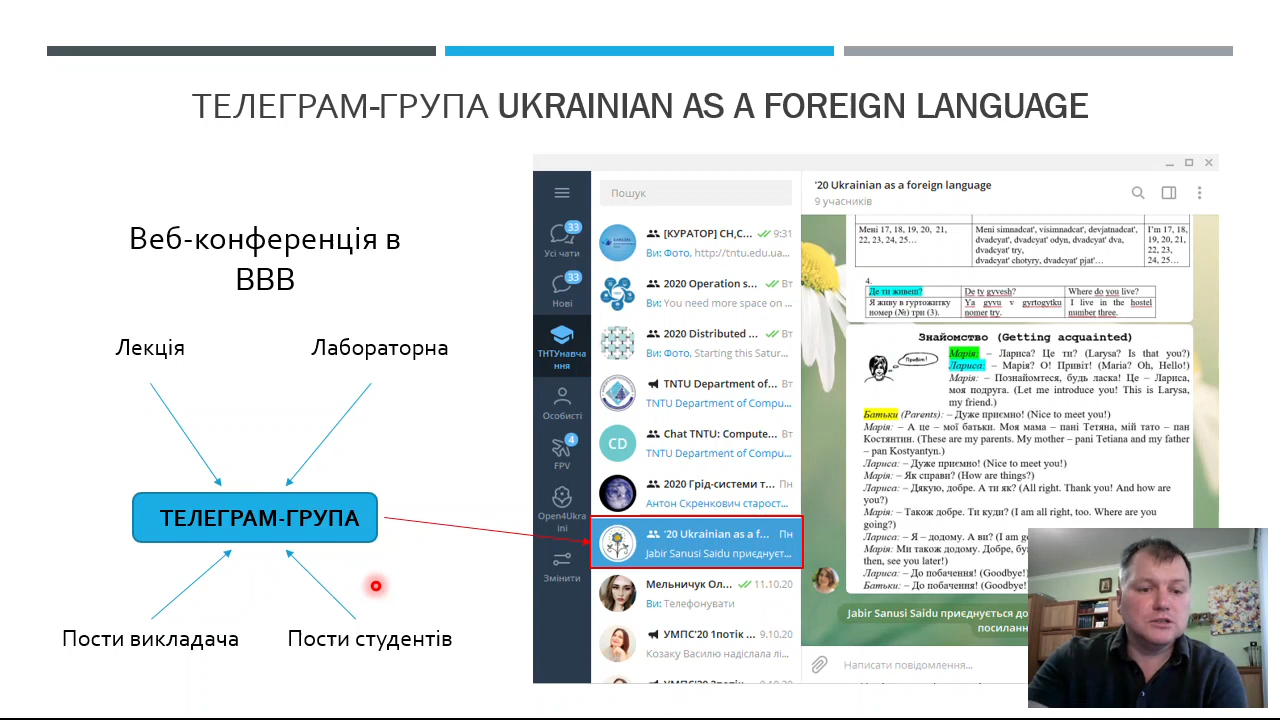 ТЕЛЕГРАМ-ГРУПА UKRAINIAN AS A FOREIGN LANGUAGE
Веб-конференція в
BBB
Лекція
Лабораторна
ТЕЛЕГРАМ-ГРУПА
Пости викладача
Пости студентів
33
Усі чати
33
Нові
ТНТУнавча
ння
Особисті
4
FPV
Open4Ukra
ini
Змінити
Пошук
[КУРАТОР] СН,С... 9:31
Ви: Фото, http://tntu.edu.ua...
2020 Operation s... Вт
Ви: You need more space on ...
2020 Distributed ... Вт
Ви: Фото, Starting this Satur...
TNTU Department of... Вт
TNTU Department of Compu...
CD
Chat TNTU: Compute... Вт
TNTU Department of Compu...
2020 Грід-системи т... Пн
Антон Скренкович старост...
'20 Ukrainian as a f... Пн
Jabir Sanusi Saidu приєднуєт...
Мельничук Ол... 11.10.20
Ви: Телефонувати
УМПС'20 1поток ... 9.10.20
Козаку Василю надіслала лі...
'20 Ukrainian as a foreign language
9 учасників
Мені 17, 18, 19, 20, 21,
22, 23, 24, 25…
Meni simnadcat', visimnadcat', devjatnadcat',
dvadcyat', dvadcyat' odyn, dvadcyat' dva,
dvadcyat' try,
dvadcyat' chotyry, dvadcyat' pjat'…
I'm 17, 18,
19, 20, 21,
22, 23,
24, 25…
4.
Де ти живеш?
De ty gyvesh?
Where do you live?
Я живу в гуртожитку
номер (№) три (3).
Ya gyvu v gyrtogytku
nomer try.
I live in the hostel
number three.
Знайомство (Getting acquainted)
Привіт!
Марія: – Лариса? Це ти? (Larysa? Is that you?)
Лариса: – Марія? О! Привіт! (Maria? Oh, Hello!)
Марія: – Познайомтеся, будь ласка! Це – Лариса,
моя подруга. (Let me introduce you! This is Larysa,
my friend.)
Батьки (Parents): – Дуже приємно! (Nice to meet you!)
Марія: – А це – мої батьки. Моя мама – пані Тетяна, мій тато – пан
Костянтин. (These are my parents. My mother – pani Tetiana and my father
– pan Kostyantyn.)
Лариса: – Дуже приємно! (Nice to meet you!)
Марія: – Як справи? (How are things?)
Лариса: – Дякую, добре. А ти як? (All right. Thank you! And how are
you?)
Марія: – Також добре. Ти куди? (I am all right, too. Where are you
going?)
Лариса: – Я – додому. А ви? (I am g
Марія: Ми також додому. Добре, бу
then, see you later!)
Лариса: – До побачення! (Goodbye!)
Батьки: – До побачення! (Goodbye!
Jabir Sanusi Saidu приєднується до
посилан
Написати повідомлення...